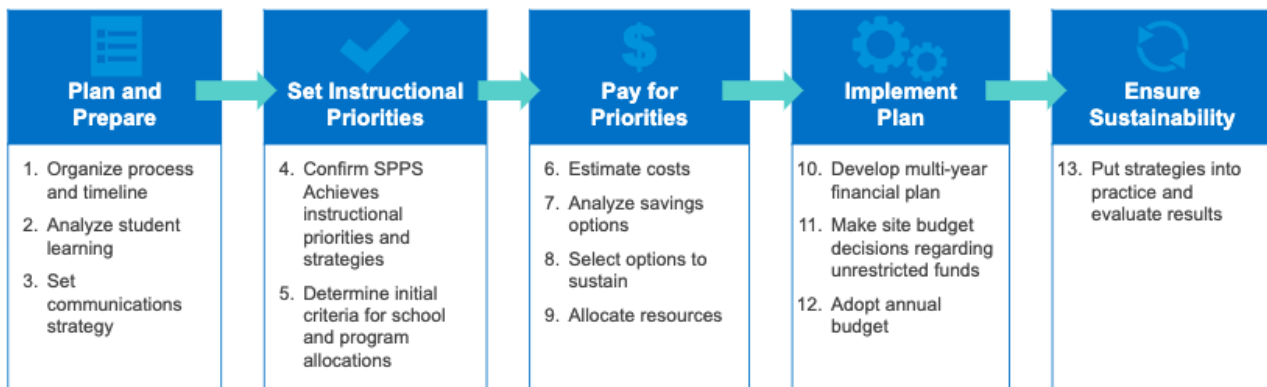 Plan and
Prepare
1. Organize process
and timeline
2. Analyze student
learning
3. Set
communications
strategy
Set Instructional
Priorities
4. Confirm SPPS
Achieves
instructional
priorities and
strategies
5. Determine initial
criteria for school
and program
allocations
$
Pay for
Priorities
6. Estimate costs
7. Analyze savings
options
8. Select options to
sustain
9. Allocate resources
Implement
Plan
10. Develop multi-year
financial plan
11. Make site budget
decisions regarding
unrestricted funds
12. Adopt annual
budget
Ensure
Sustainability
13. Put strategies into
practice and
evaluate results